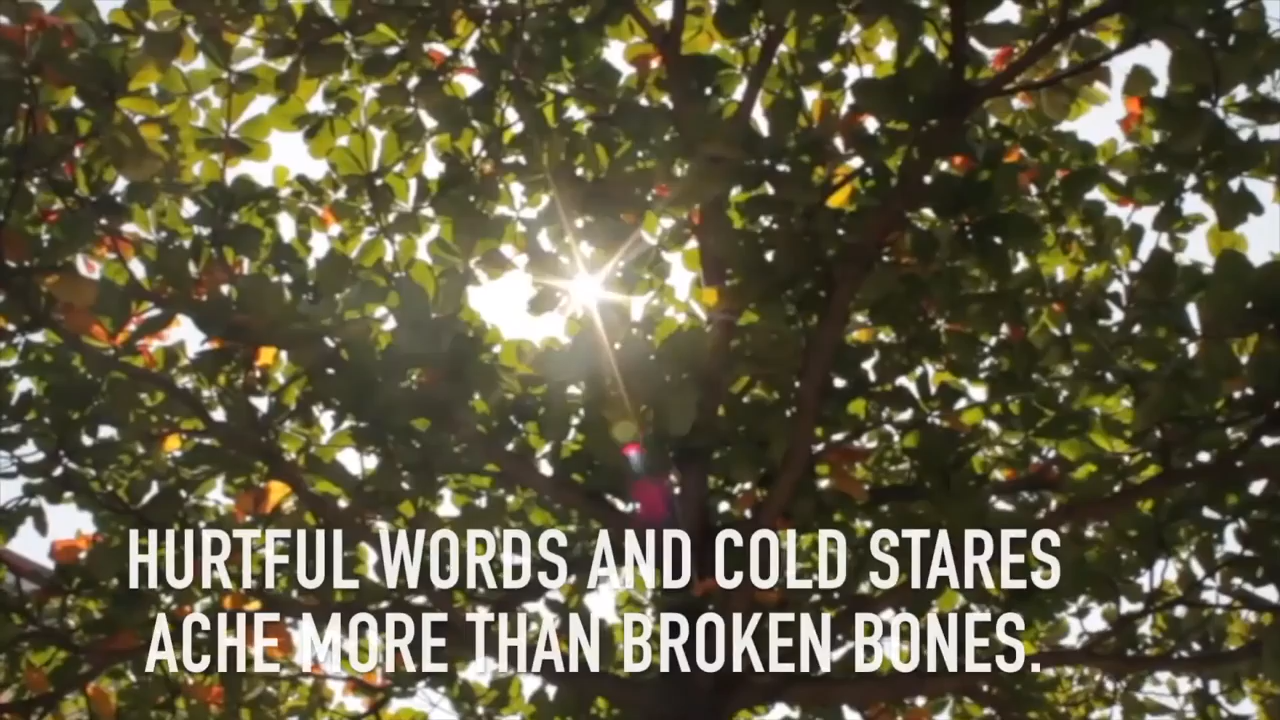 HURTFUL WORDS AND COLD STARES
ACHE MORE THAN BROKEN BONES.